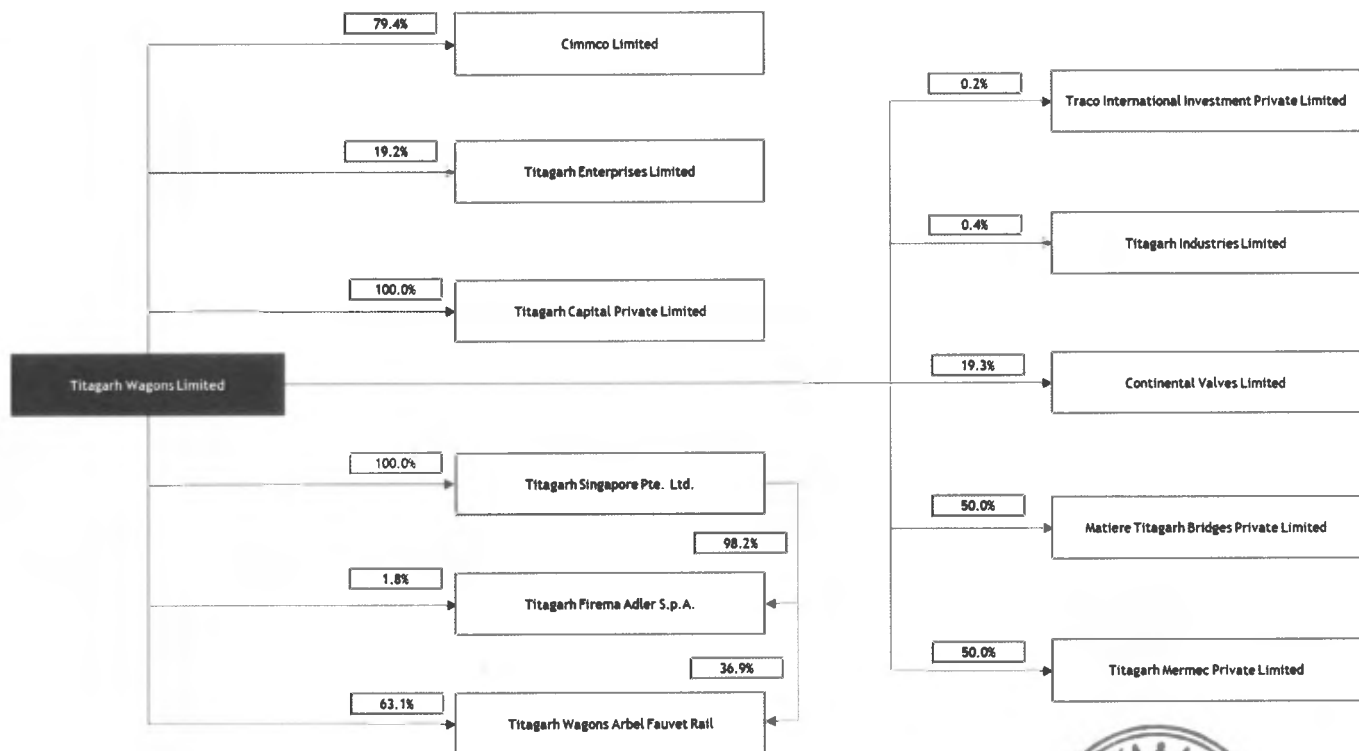 79.4%
Cimmco Limited
19.2%
Titagarh Enterprises Limited
100.0%
Titagarh Capital Private Limited
Titagarh Wagons Limited
100.0%
Titagarh Singapore Pte. Ltd.
98.2%
1.8%
Titagarh Firema Adler S.p.A.
36.9%
63.1%
Titagarh Wagons Arbel Fauvet Rail
0.2%
Traco International Investment Private Limited
0.4%
Titagarh Industries Limited
19.3%
Continental Valves Limited
50.0%
Matiere Titagarh Bridges Private Limited
50.0%
Titagarh Mermec Private Limited